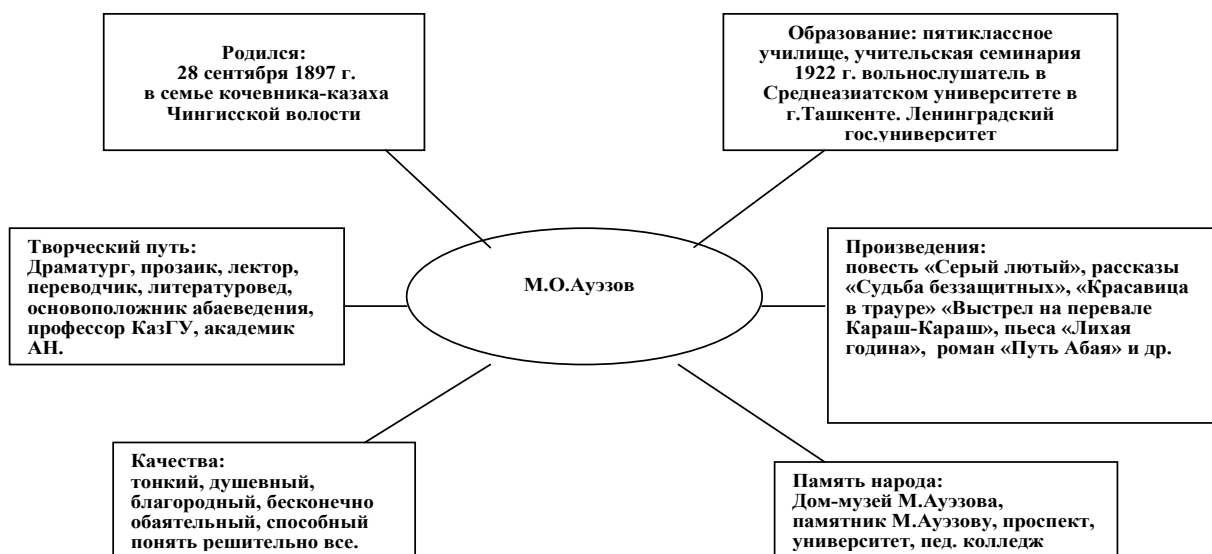 Родился:
28 сентября 1897 г.
в семье кочевника-казаха
Чингисской волости
Образование: пятиклассное
училище, учительская семинария
1922 г. вольнослушатель в
Среднеазиатском университете в
г.Ташкенте. Ленинградский
гос.университет
Творческий путь:
Драматург, прозаик, лектор,
переводчик, литературовед,
основоположник абаеведения,
профессор КазГУ, академик
АН.
М.О.Ауэзов
Произведения:
повесть «Серый лютый», рассказы
«Судьба беззащитных», «Красавица
в трауре» «Выстрел на перевале
Караш-Караш», пьеса «Лихая
година», роман «Путь Абая» и др.
Качества:
тонкий, душевный,
благородный, бесконечно
обаятельный, способный
понять решительно все.
Память народа:
Дом-музей М.Ауэзова,
памятник М.Ауэзову, проспект,
университет, пед. колледж